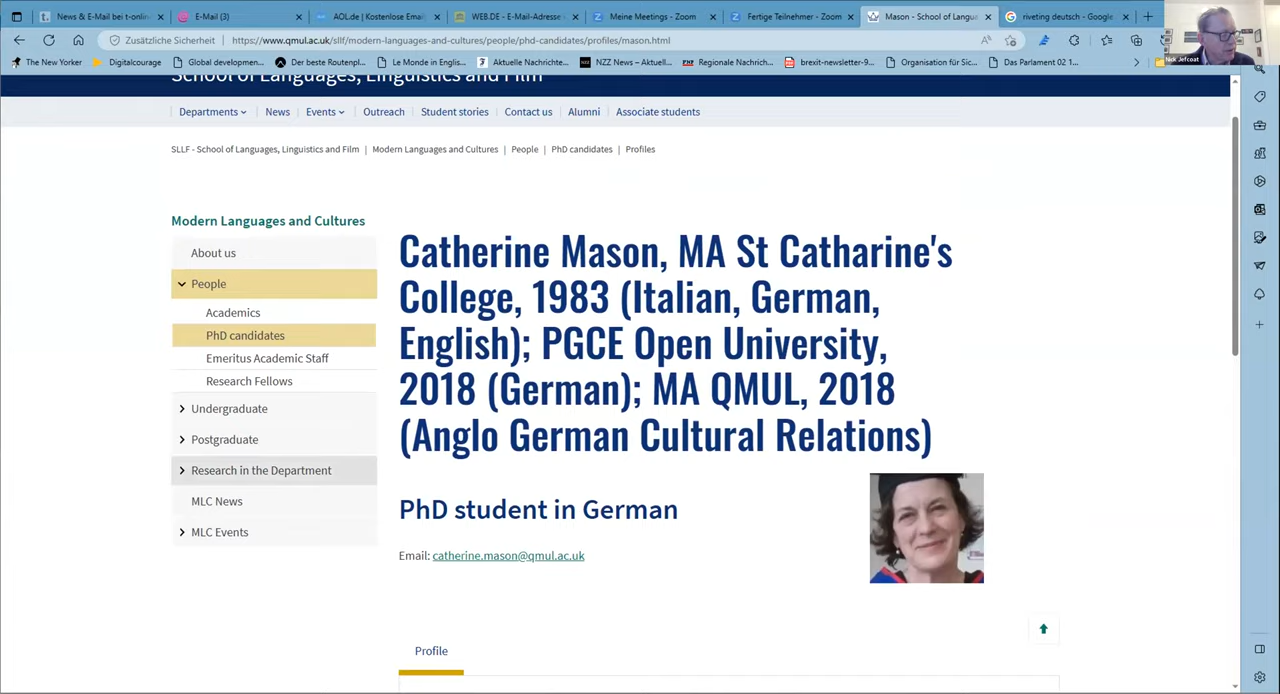 News & E-Mail bei t-onlin
E-Mail (3)
AOL.de | Kostenlose Email
WEB.DE - E-Mail-Adresse
Meine Meetings - Zoom
Fertige Teilnehmer - Zoom
Mason - School of Langu
riveting deutsch - Google
Zusätzliche Sicherheit
https://www.qmul.ac.uk/sllf/modern-languages-and-cultures/people/phd-candidates/profiles/mason.html
The New Yorker
Digitalcourage
Global developmen...
Der beste Routenpl...
Le Monde in Englis...
Aktuelle Nachrichte...
NZZ News – Aktuell...
Regionale Nachrich...
brexit-newsletter-9...
Organisation für Sic...
Das Parlament 02 1...
Nick Jefcoat
School of Languages, Linguistics and Film
Departments
News
Events
Outreach
Student stories
Contact us
Alumni
Associate students
SLLF - School of Languages, Linguistics and Film | Modern Languages and Cultures | People | PhD candidates | Profiles
Modern Languages and Cultures
About us
People
Academics
PhD candidates
Emeritus Academic Staff
Research Fellows
Undergraduate
Postgraduate
Research in the Department
MLC News
MLC Events
Catherine Mason, MA St Catharine's
College, 1983 (Italian, German,
English); PGCE Open University,
2018 (German); MA QMUL, 2018
(Anglo German Cultural Relations)
PhD student in German
Email: catherine.mason@qmul.ac.uk
Profile